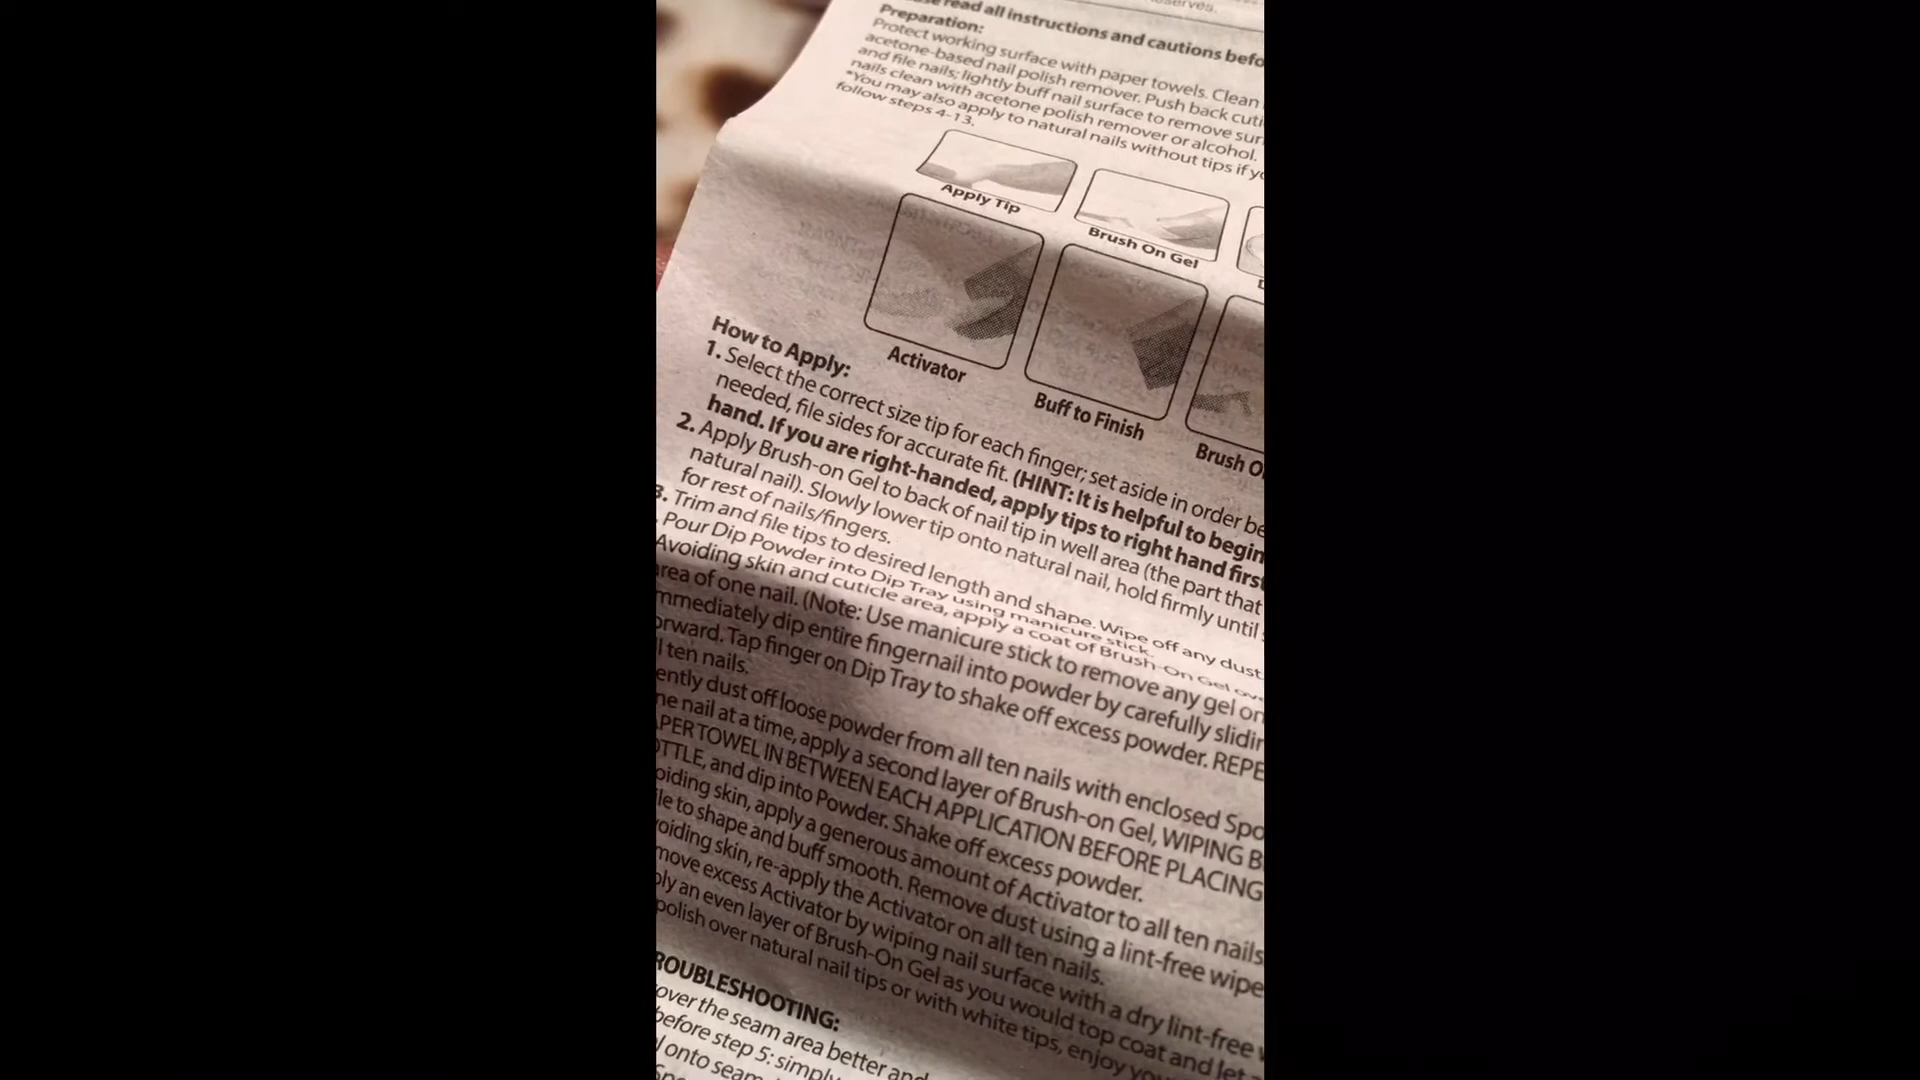 read all instructions and cautions
Preparation:
Protect working surface with paper towels. Clean
acetone-based nail polish remover. Push back
and file nails; lightly buff nail surface to remove
nails clean with acetone polish remover or alcohol.
*You may also apply to natural nails without tips if
follow steps 4-13.
Apply Tip
Brush On Gel
Activator
Buff to Finish
Brush
How to Apply:
1. Select the correct size tip for each finger; set aside in order
needed, file sides for accurate fit. (HINT: It is helpful to begin
hand. If you are right-handed, apply tips to right hand
2. Apply Brush-on Gel to back of nail tip in well area (the part that
natural nail). Slowly lower tip onto natural nail, hold firmly until
for rest of nails/fingers.
3. Trim and file tips to desired length and shape. Wipe off any dust
Pour Dip Powder into Dip Tray using manicure stick.
Avoiding skin and cuticle area, apply a coat of Brush-On Gel
area of one nail. (Note: Use manicure stick to remove any gel on
mmediately dip entire fingernail into powder by carefully
orward. Tap finger on Dip Tray to shake off excess powder.
ll ten nails.
ently dust off loose powder from all ten nails with enclosed
ne nail at a time, apply a second layer of Brush-on Gel, WIPING
APER TOWEL IN BETWEEN EACH APPLICATION BEFORE PLACING
OTTLE, and dip into Powder. Shake off excess powder.
oiding skin, apply a generous amount of Activator to all ten nails
ile to shape and buff smooth. Remove dust using a lint-free wipe
voiding skin, re-apply the Activator on all ten nails.
move excess Activator by wiping nail surface with a dry lint-free
ply an even layer of Brush-On Gel as you would top coat and let
polish over natural nail tips or with white tips, enjoy
ROUBLESHOOTING:
over the seam area better and
before step 5: simply
onto seam